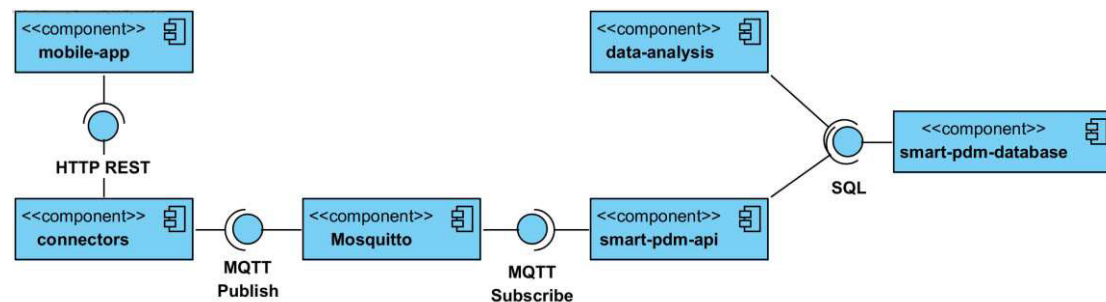 <<component>>
mobile-app
<<component>>
data-analysis
<<component>>
smart-pdm-database
HTTP REST
SQL
<<component>>
connectors
<<component>>
Mosquitto
<<component>>
smart-pdm-api
MQTT
Publish
MQTT
Subscribe